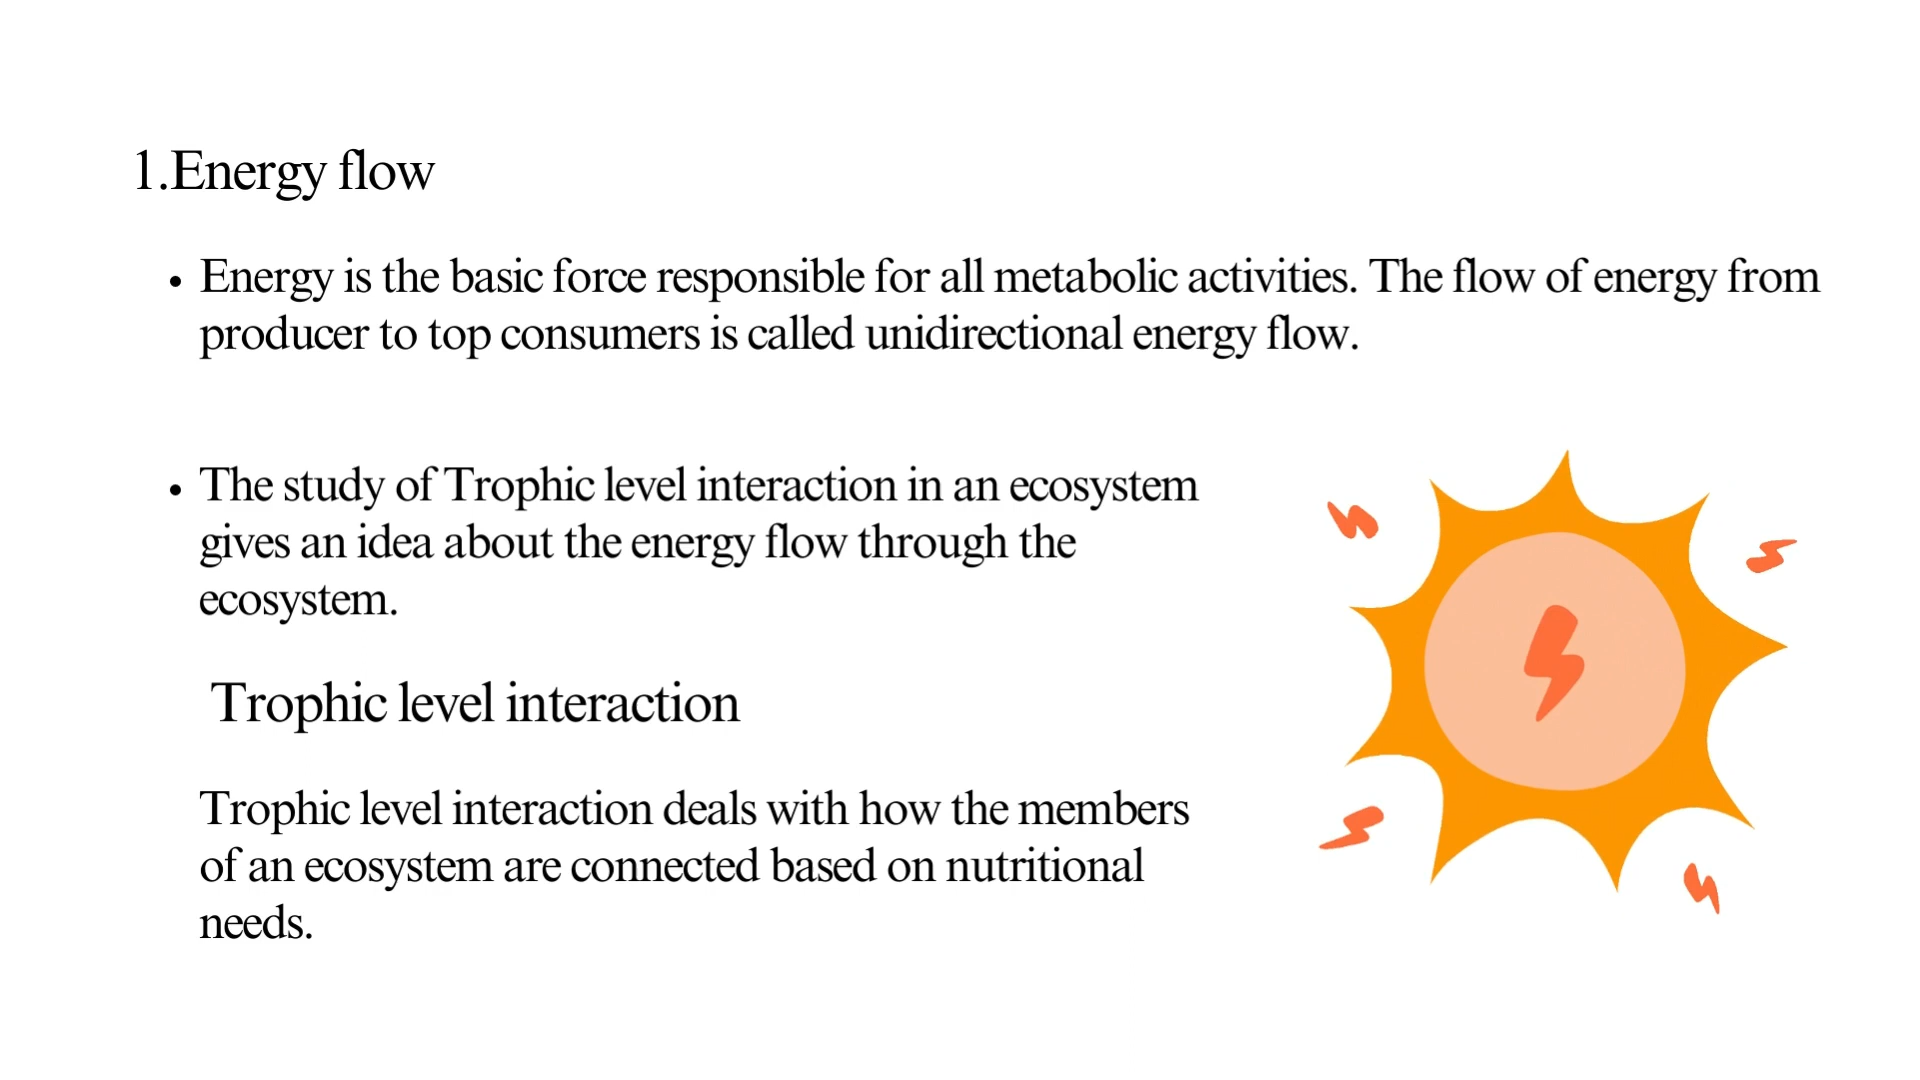 1.Energy flow
• Energy is the basic force responsible for all metabolic activities. The flow of energy from
producer to top consumers is called unidirectional energy flow.
• The study of Trophic level interaction in an ecosystem
gives an idea about the energy flow through the
ecosystem.
Trophic level interaction
Trophic level interaction deals with how the members
of an ecosystem are connected based on nutritional
needs.